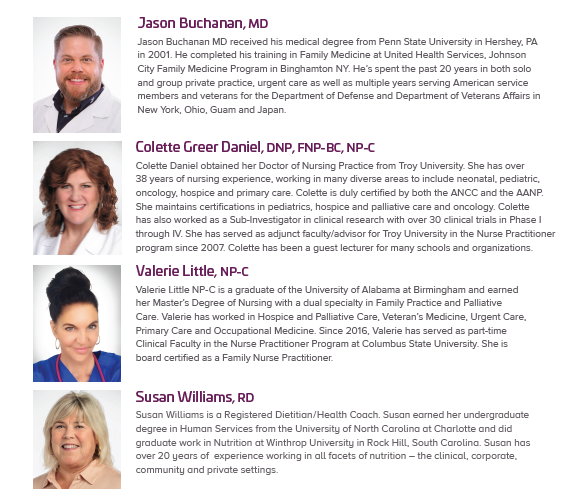 Jason Buchanan, MD
Jason Buchanan MD received his medical degree from Penn State University in Hershey, PA
in 2001. He completed his training in Family Medicine at United Health Services, Johnson
City Family Medicine Program in Binghamton NY. He's spent the past 20 years in both solo
and group private practice, urgent care as well as multiple years serving American service
members and veterans for the Department of Defense and Department of Veterans Affairs in
New York, Ohio, Guam and Japan.
Colette Greer Daniel, DNP, FNP-BC, NP-C
Colette Daniel obtained her Doctor of Nursing Practice from Troy University. She has over
38 years of nursing experience, working in many diverse areas to include neonatal, pediatric,
oncology, hospice and primary care. Colette is duly certified by both the ANCC and the AANP.
She maintains certifications in pediatrics, hospice and palliative care and oncology. Colette
has also worked as a Sub-Investigator in clinical research with over 30 clinical trials in Phase I
through IV. She has served as adjunct faculty/advisor for Troy University in the Nurse Practitioner
program since 2007. Colette has been a guest lecturer for many schools and organizations.
Valerie Little, NP-C
Valerie Little NP-C is a graduate of the University of Alabama at Birmingham and earned
her Master's Degree of Nursing with a dual specialty in Family Practice and Palliative
Care. Valerie has worked in Hospice and Palliative Care, Veteran's Medicine, Urgent Care,
Primary Care and Occupational Medicine. Since 2016, Valerie has served as part-time
Clinical Faculty in the Nurse Practitioner Program at Columbus State University. She is
board certified as a Family Nurse Practitioner.
Susan Williams, RD
Susan Williams is a Registered Dietitian/Health Coach. Susan earned her undergraduate
degree in Human Services from the University of North Carolina at Charlotte and did
graduate work in Nutrition at Winthrop University in Rock Hill, South Carolina. Susan has
over 20 years of experience working in all facets of nutrition – the clinical, corporate,
community and private settings.